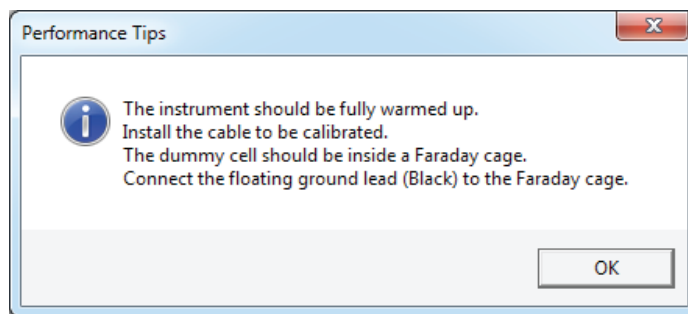 Performance Tips
The instrument should be fully warmed up.
Install the cable to be calibrated.
The dummy cell should be inside a Faraday cage.
Connect the floating ground lead (Black) to the Faraday cage.
OK